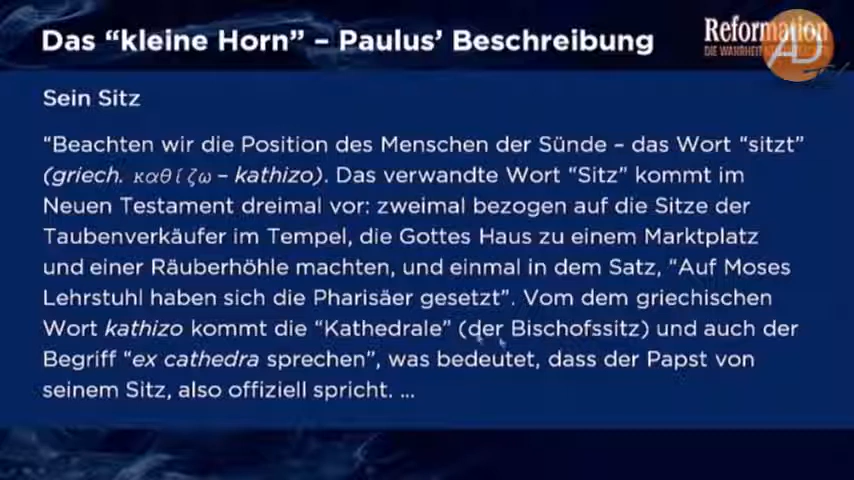 Das “kleine Horn” – Paulus’ Beschreibung
Reformation
Sein Sitz
“Beachten wir die Position des Menschen der Sünde – das Wort “sitzt”
(griech. καθίζω – kathizo). Das verwandte Wort “Sitz” kommt im
Neuen Testament dreimal vor: zweimal bezogen auf die Sitze der
Taubenverkäufer im Tempel, die Gottes Haus zu einem Marktplatz
und einer Räuberhöhle machten, und einmal in dem Satz, “Auf Moses
Lehrstuhl haben sich die Pharisäer gesetzt”. Vom dem griechischen
Wort kathizo kommt die “Kathedrale” (der Bischofssitz) und auch der
Begriff “ex cathedra sprechen”, was bedeutet, dass der Papst von
seinem Sitz, also offiziell spricht. ...